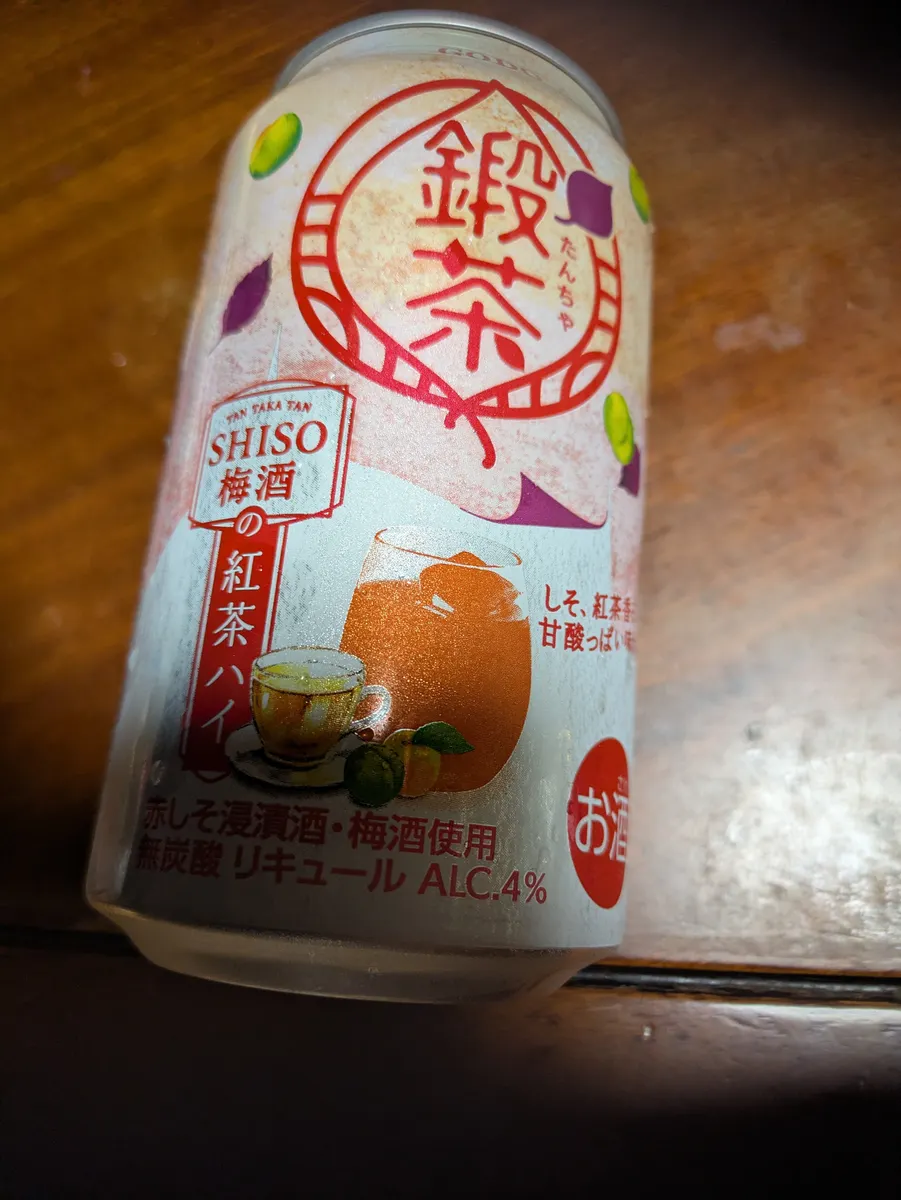 GODO
鍛茶
たんちゃ
TAN TAKA TAN
SHISO
梅酒
の
紅茶ハイ
しそ、紅茶香
甘酸っぱい
お酒
赤しそ浸漬酒・梅酒使用
無炭酸 リキュール ALC.4%